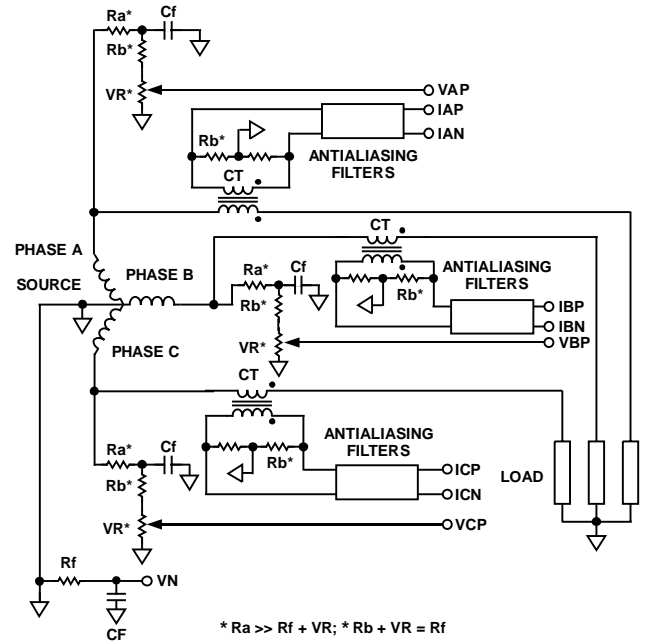 Ra*
Cf
Rb*
VR*
VAP
IAP
IAN
Rb*
ANTIALIASING
FILTERS
CT
CT
PHASE A
SOURCE
PHASE B
PHASE C
Ra*
Cf
Rb*
VR*
ANTIALIASING
FILTERS
Rb*
IBP
IBN
VBP
CT
Ra*
Cf
Rb*
VR*
Rb*
ANTIALIASING
FILTERS
ICP
ICN
VCP
LOAD
Rf
VN
CF
* Ra >> Rf + VR; * Rb + VR = Rf